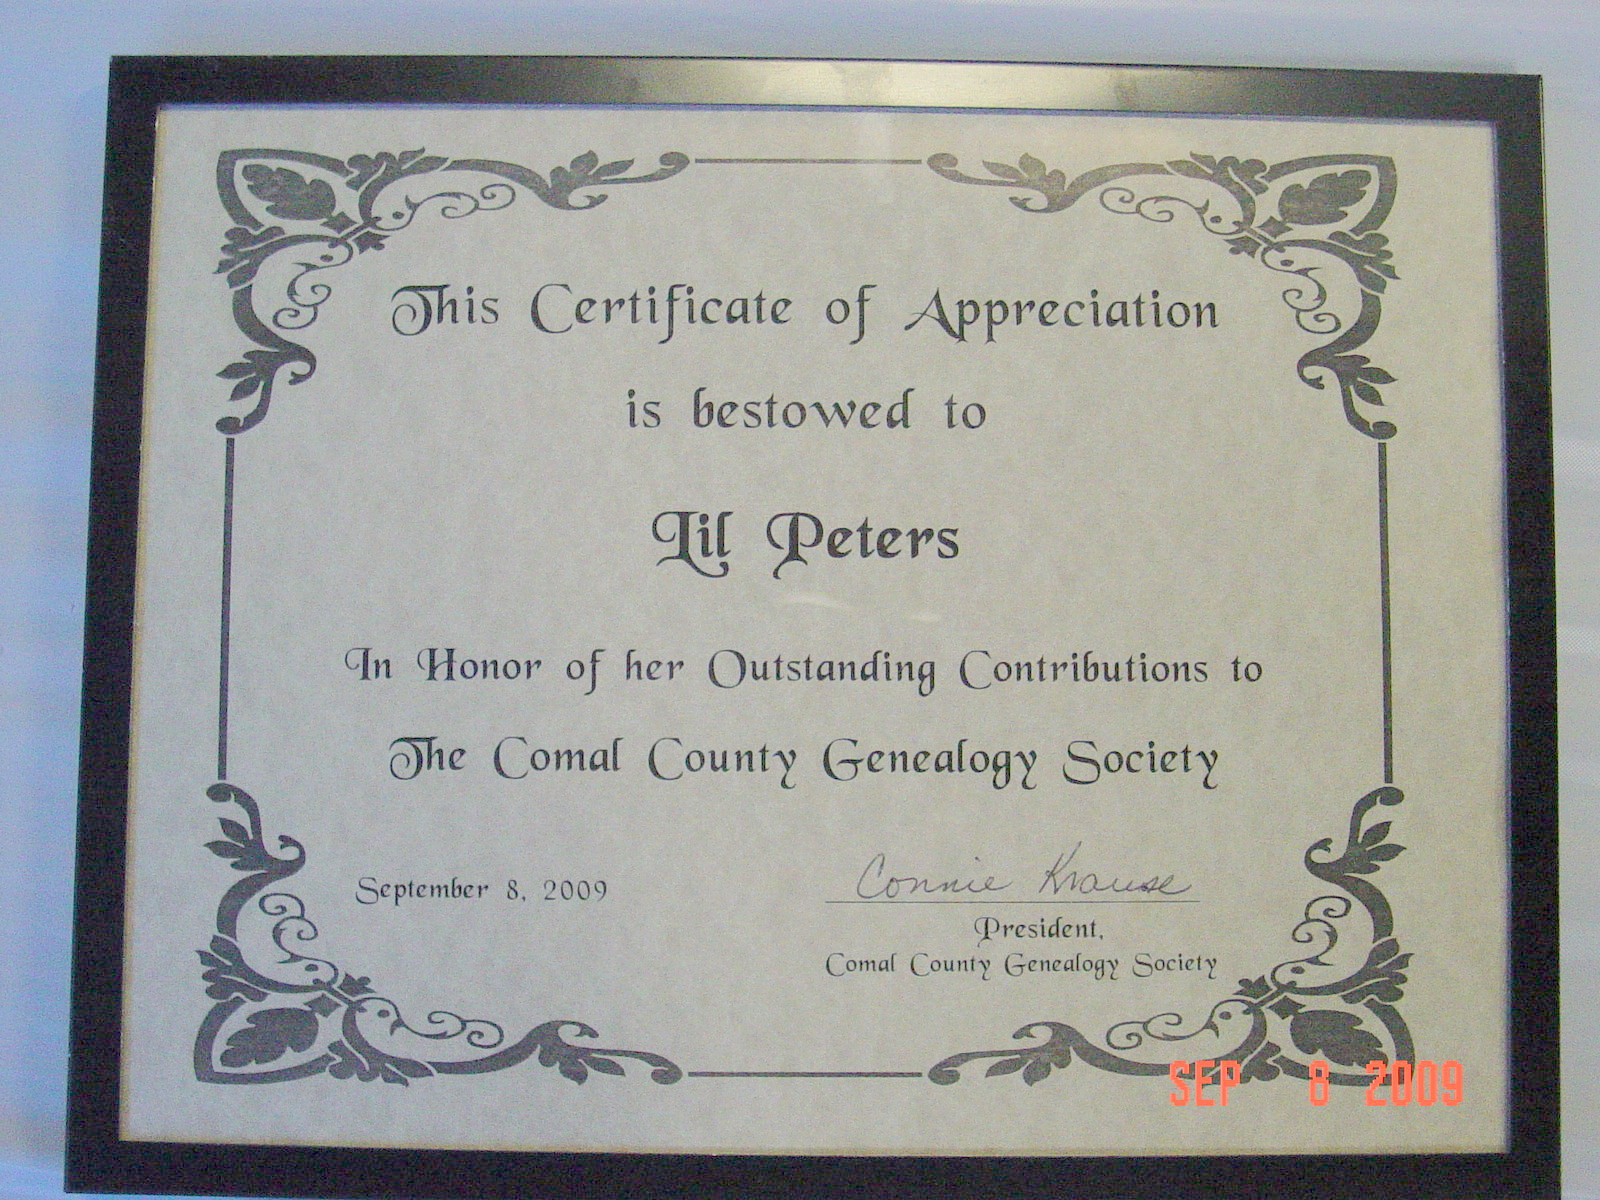 This Certificate of Appreciation
is bestowed to
Lil Peters
In Honor of her Outstanding Contributions to
The Comal County Genealogy Society
September 8, 2009
Connie Krause
President,
Comal County Genealogy Society
SEP 8 2009